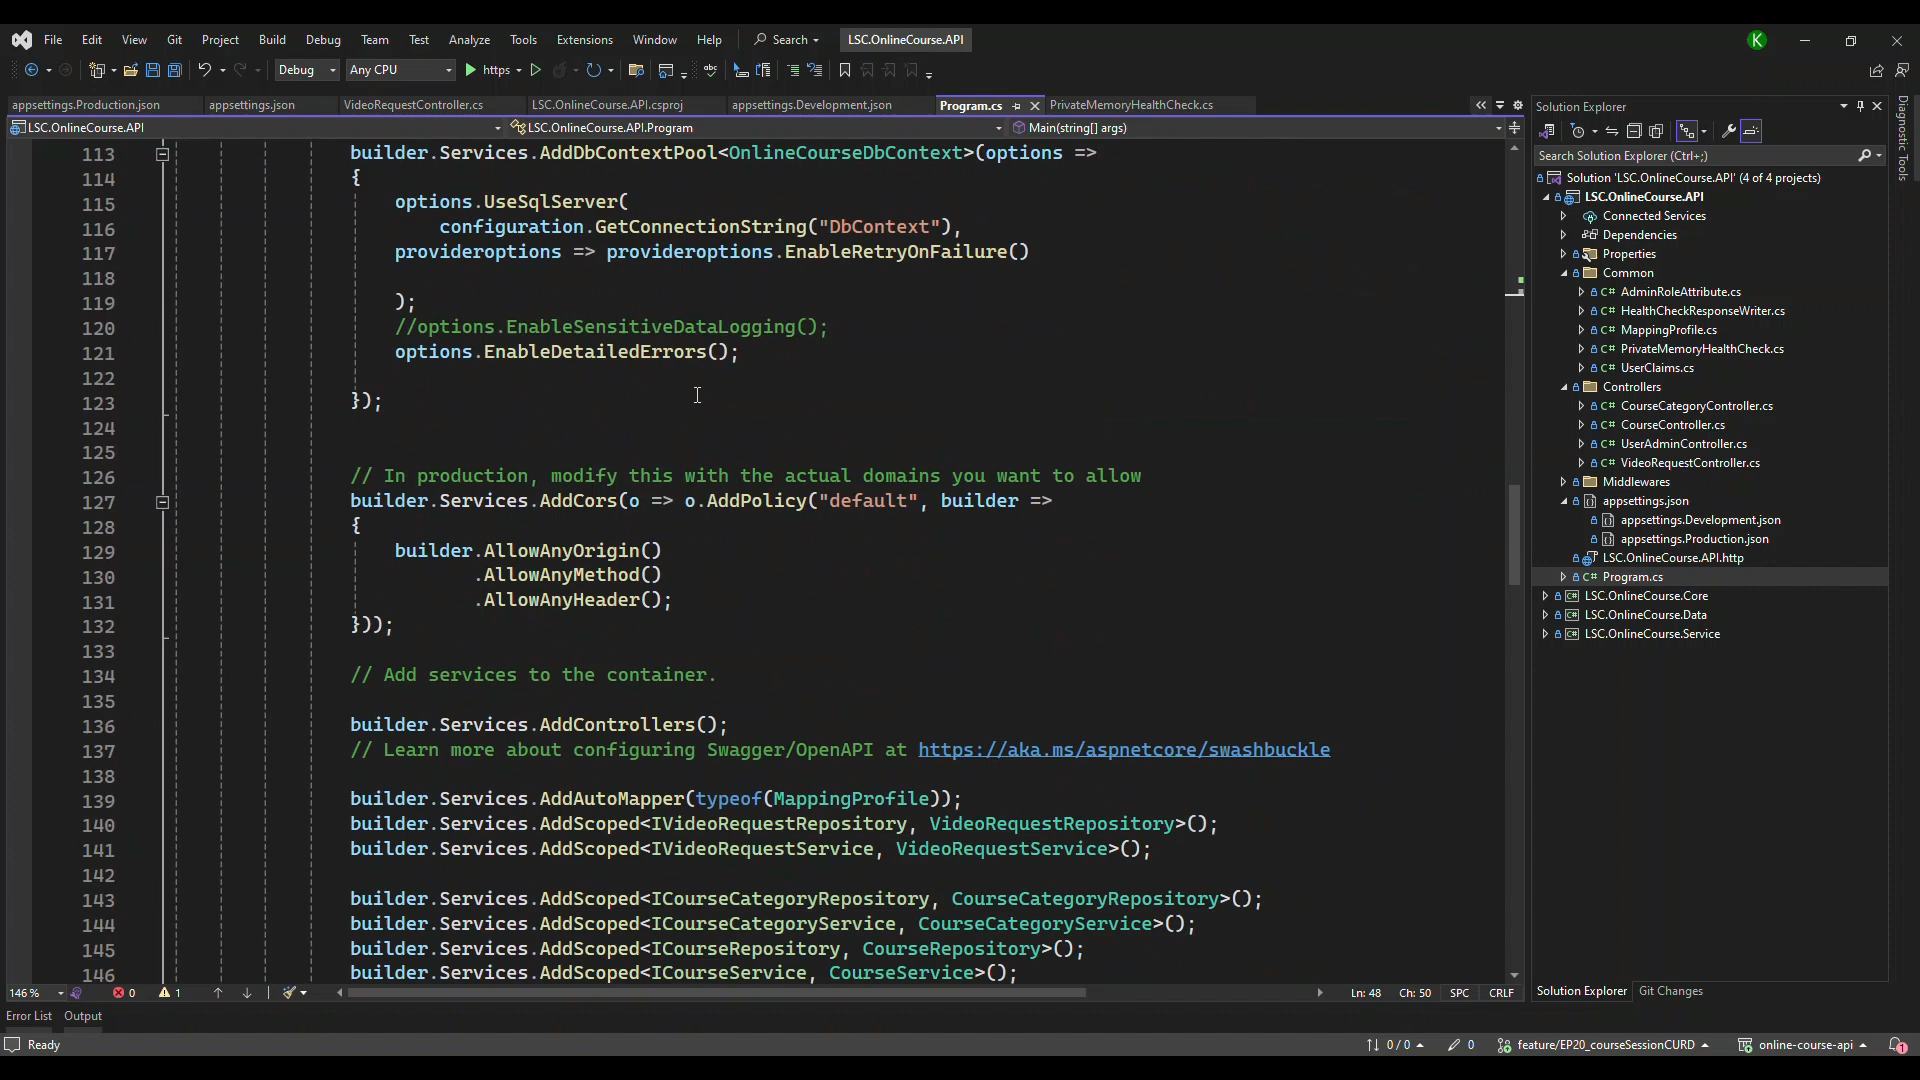 File Edit View Git Project Build Debug Team Test Analyze Tools Extensions Window Help Search LSC.OnlineCourse.API K
Debug Any CPU https
appsettings.Production.json appsettings.json VideoRequestController.cs LSC.OnlineCourse.API.csproj appsettings.Development.json Program.cs PrivateMemoryHealthCheck.cs
LSC.OnlineCourse.API LSC.OnlineCourse.API.Program Main(string[] args)
113 builder.Services.AddDbContextPool<OnlineCourseDbContext>(options =>
114 {
115 options.UseSqlServer(
116 configuration.GetConnectionString("DbContext"),
117 provideroptions => provideroptions.EnableRetryOnFailure()
118
119 );
120 //options.EnableSensitiveDataLogging();
121 options.EnableDetailedErrors();
122
123 });
124
125
126 // In production, modify this with the actual domains you want to allow
127 builder.Services.AddCors(o => o.AddPolicy("default", builder =>
128 {
129 builder.AllowAnyOrigin()
130 .AllowAnyMethod()
131 .AllowAnyHeader();
132 }));
133
134 // Add services to the container.
135
136 builder.Services.AddControllers();
137 // Learn more about configuring Swagger/OpenAPI at https://aka.ms/aspnetcore/swashbuckle
138
139 builder.Services.AddAutoMapper(typeof(MappingProfile));
140 builder.Services.AddScoped<IVideoRequestRepository, VideoRequestRepository>();
141 builder.Services.AddScoped<IVideoRequestService, VideoRequestService>();
142
143 builder.Services.AddScoped<ICourseCategoryRepository, CourseCategoryRepository>();
144 builder.Services.AddScoped<ICourseCategoryService, CourseCategoryService>();
145 builder.Services.AddScoped<ICourseRepository, CourseRepository>();
146 builder.Services.AddScoped<ICourseService, CourseService>();
146 % 0 1 Ln: 48 Ch: 50 SPC CRLF
Error List Output
Solution Explorer
Search Solution Explorer (Ctrl+;)
Solution 'LSC.OnlineCourse.API' (4 of 4 projects)
LSC.OnlineCourse.API
Connected Services
Dependencies
Properties
Common
C# AdminRoleAttribute.cs
C# HealthCheckResponseWriter.cs
C# MappingProfile.cs
C# PrivateMemoryHealthCheck.cs
C# UserClaims.cs
Controllers
C# CourseCategoryController.cs
C# CourseController.cs
C# UserAdminController.cs
C# VideoRequestController.cs
Middlewares
appsettings.json
appsettings.Development.json
appsettings.Production.json
LSC.OnlineCourse.API.http
C# Program.cs
LSC.OnlineCourse.Core
LSC.OnlineCourse.Data
LSC.OnlineCourse.Service
Solution Explorer Git Changes
Diagnostic Tools
Ready 0 / 0 0 feature/EP20_courseSessionCURD online-course-api 1